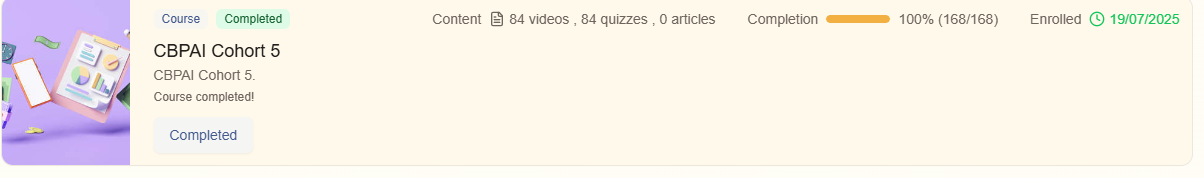 Course Completed Content 84 videos , 84 quizzes , 0 articles Completion 100% (168/168) Enrolled 19/07/2025
CBPAI Cohort 5
CBPAI Cohort 5.
Course completed!
Completed